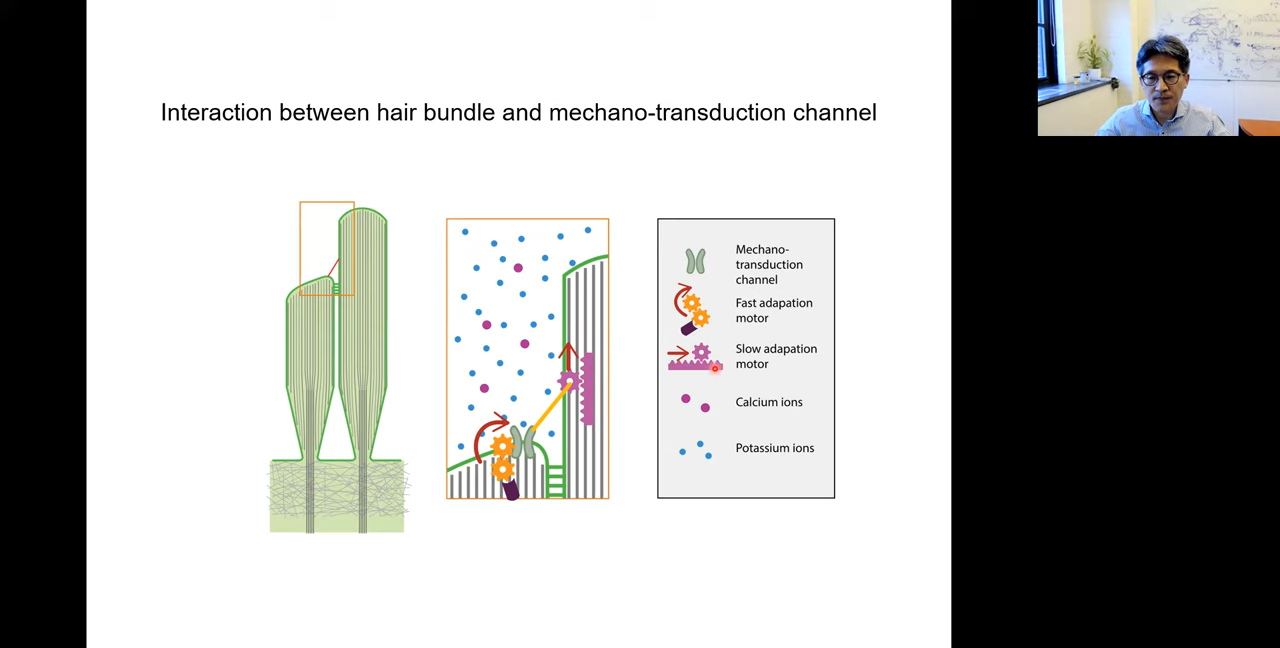 Interaction between hair bundle and mechano-transduction channel
Mechano-
transduction
channel
Fast adapation
motor
Slow adapation
motor
Calcium ions
Potassium ions